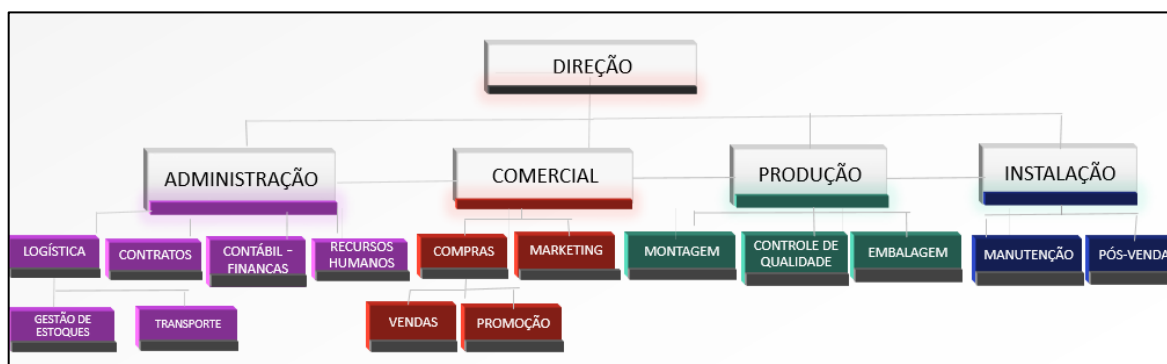 DIREÇÃO
ADMINISTRAÇÃO
COMERCIAL
PRODUÇÃO
INSTALAÇÃO
LOGÍSTICA
CONTRATOS
CONTÁBIL –
FINANÇAS
RECURSOS
HUMANOS
COMPRAS
MARKETING
MONTAGEM
CONTROLE DE
QUALIDADE
EMBALAGEM
MANUTENÇÃO
PÓS-VENDA
GESTÃO DE
ESTOQUES
TRANSPORTE
VENDAS
PROMOÇÃO